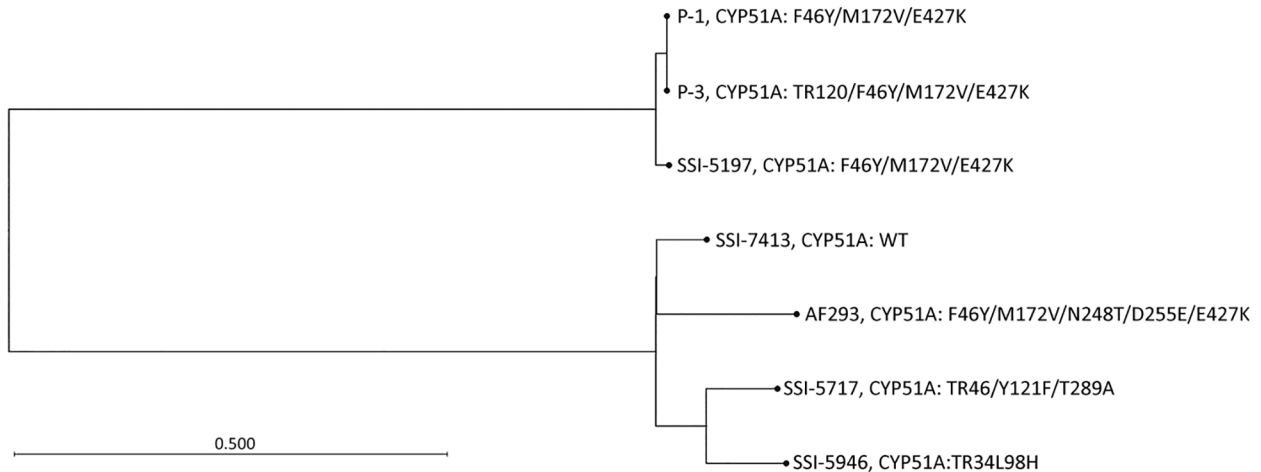 P-1, CYP51A: F46Y/M172V/E427K
P-3, CYP51A: TR120/F46Y/M172V/E427K
SSI-5197, CYP51A: F46Y/M172V/E427K
SSI-7413, CYP51A: WT
AF293, CYP51A: F46Y/M172V/N248T/D255E/E427K
SSI-5717, CYP51A: TR46/Y121F/T289A
0.500
SSI-5946, CYP51A:TR34L98H